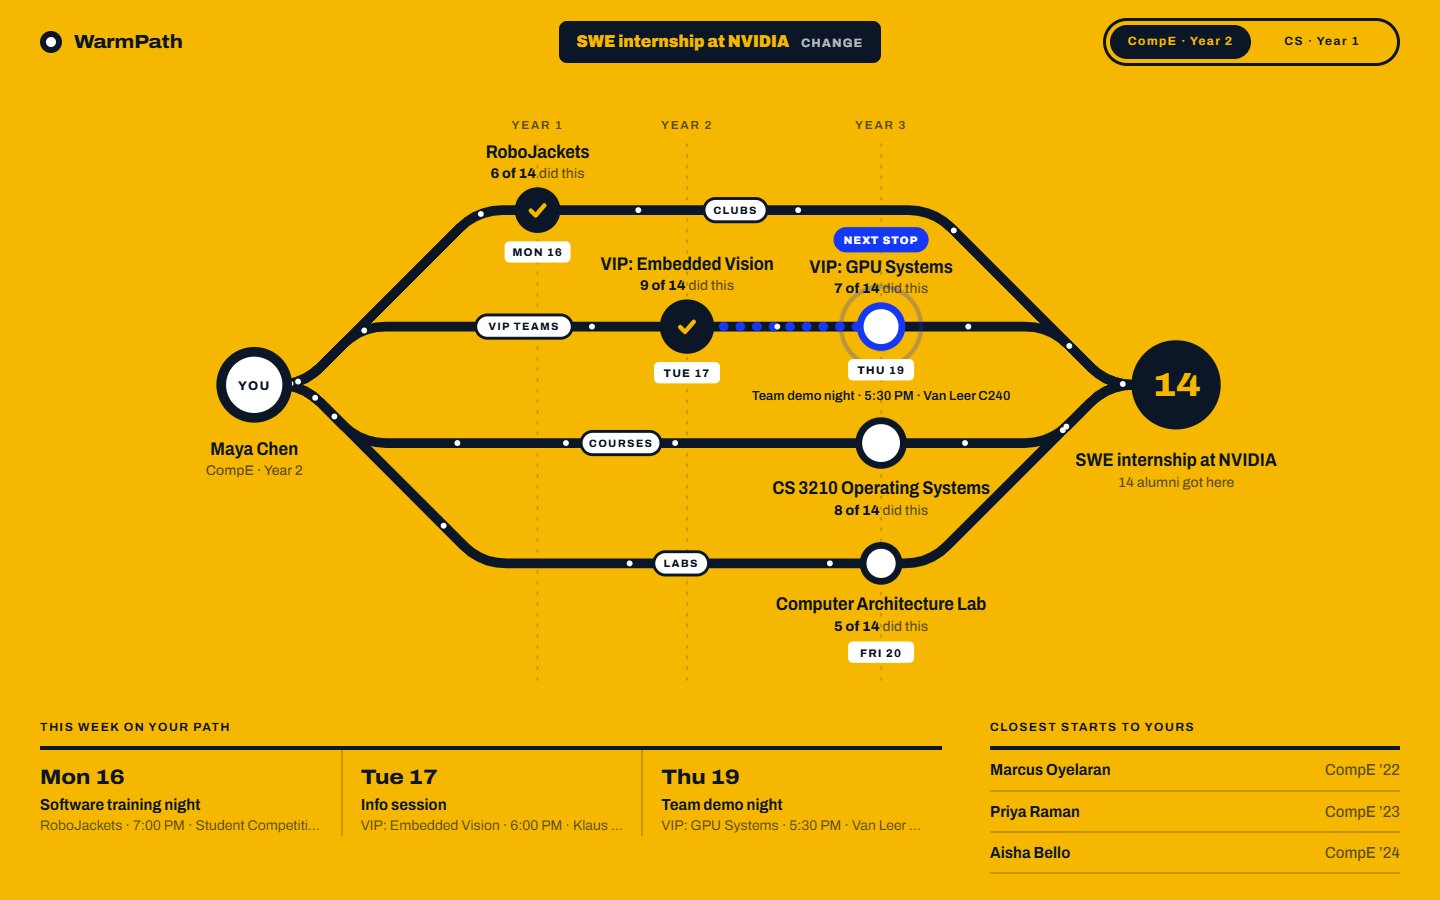 WarmPath
SWE internship at NVIDIA CHANGE
CompE · Year 2
CS · Year 1
YEAR 1
YEAR 2
YEAR 3
RoboJackets
6 of 14 did this
CLUBS
MON 16
NEXT STOP
VIP: Embedded Vision
9 of 14 did this
VIP: GPU Systems
7 of 14 did this
VIP TEAMS
TUE 17
THU 19
Team demo night · 5:30 PM · Van Leer C240
YOU
Maya Chen
CompE · Year 2
14
SWE internship at NVIDIA
14 alumni got here
COURSES
CS 3210 Operating Systems
8 of 14 did this
LABS
Computer Architecture Lab
5 of 14 did this
FRI 20
THIS WEEK ON YOUR PATH
Mon 16
Software training night
RoboJackets · 7:00 PM · Student Competiti...
Tue 17
Info session
VIP: Embedded Vision · 6:00 PM · Klaus ...
Thu 19
Team demo night
VIP: GPU Systems · 5:30 PM · Van Leer ...
CLOSEST STARTS TO YOURS
Marcus Oyelaran CompE ’22
Priya Raman CompE ’23
Aisha Bello CompE ’24